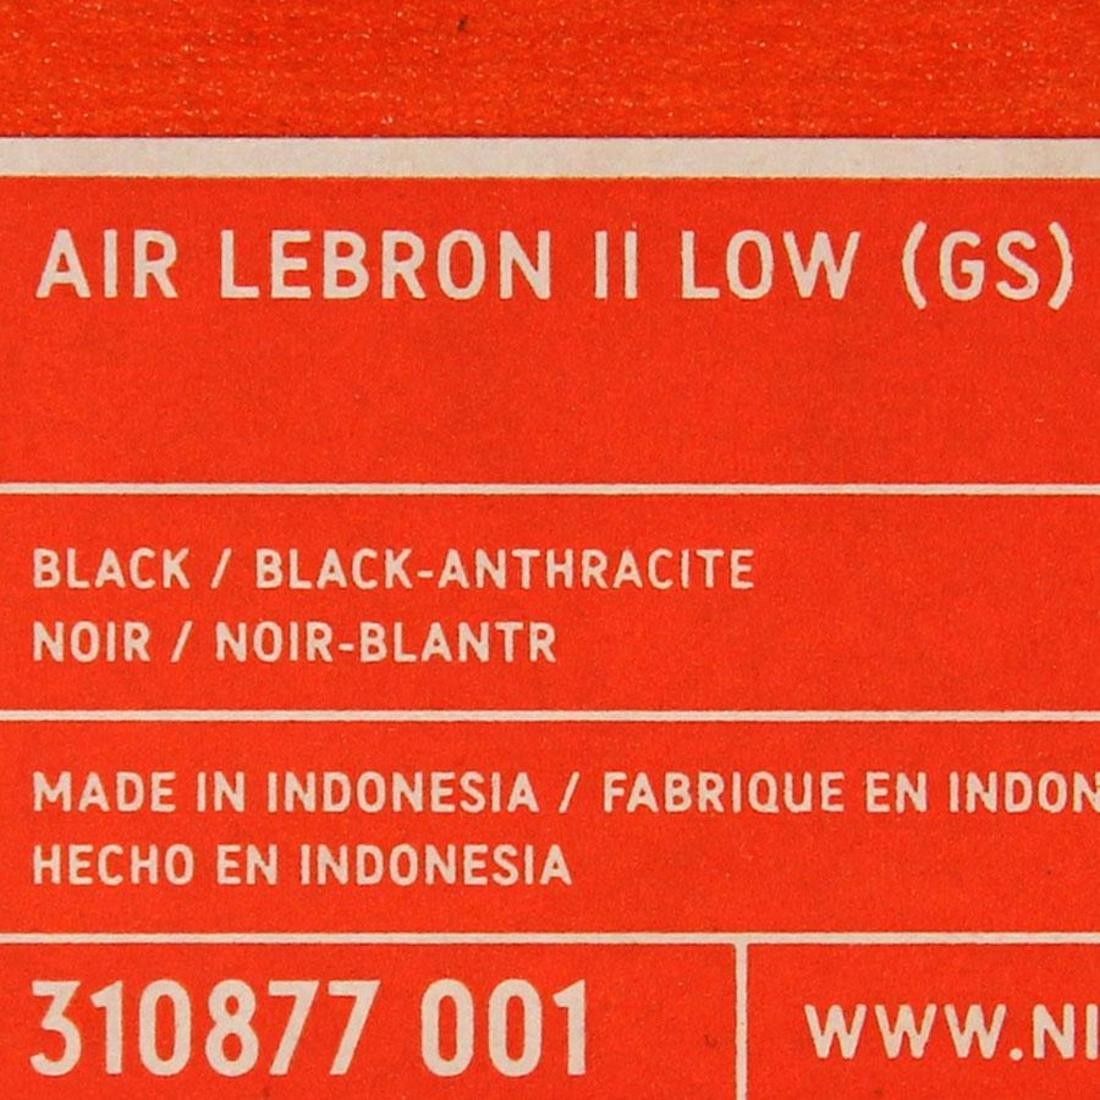 AIR LEBRON II LOW (GS)
BLACK / BLACK-ANTHRACITE
NOIR / NOIR-BLANTR
MADE IN INDONESIA / FABRIQUE EN INDON
HECHO EN INDONESIA
310877 001
WWW.NI